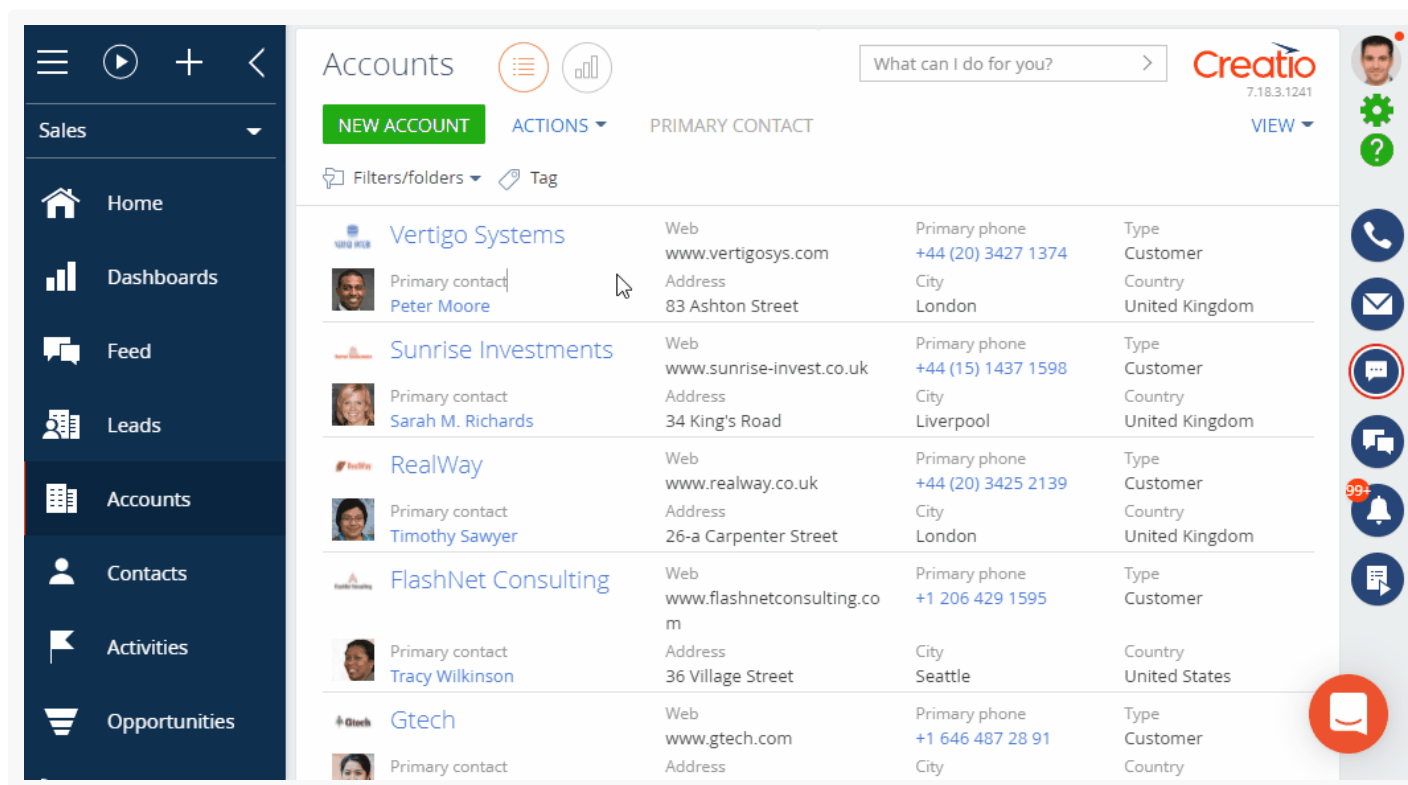 Accounts
What can I do for you?
Creatio
7.18.3.1241
Sales
NEW ACCOUNT
ACTIONS
PRIMARY CONTACT
VIEW
Filters/folders
Tag
Home
Dashboards
Feed
Leads
Accounts
Contacts
Activities
Opportunities
Vertigo Systems
Web
www.vertigosys.com
Primary phone
+44 (20) 3427 1374
Type
Customer
Primary contact
Peter Moore
Address
83 Ashton Street
City
London
Country
United Kingdom
Sunrise Investments
Web
www.sunrise-invest.co.uk
Primary phone
+44 (15) 1437 1598
Type
Customer
Primary contact
Sarah M. Richards
Address
34 King's Road
City
Liverpool
Country
United Kingdom
RealWay
RealWay
Web
www.realway.co.uk
Primary phone
+44 (20) 3425 2139
Type
Customer
Primary contact
Timothy Sawyer
Address
26-a Carpenter Street
City
London
Country
United Kingdom
FlashNet Consulting
Web
www.flashnetconsulting.co
m
Primary phone
+1 206 429 1595
Type
Customer
Primary contact
Tracy Wilkinson
Address
36 Village Street
City
Seattle
Country
United States
Gtech
Gtech
Web
www.gtech.com
Primary phone
+1 646 487 28 91
Type
Customer
Primary contact
Address
City
Country
?
99+